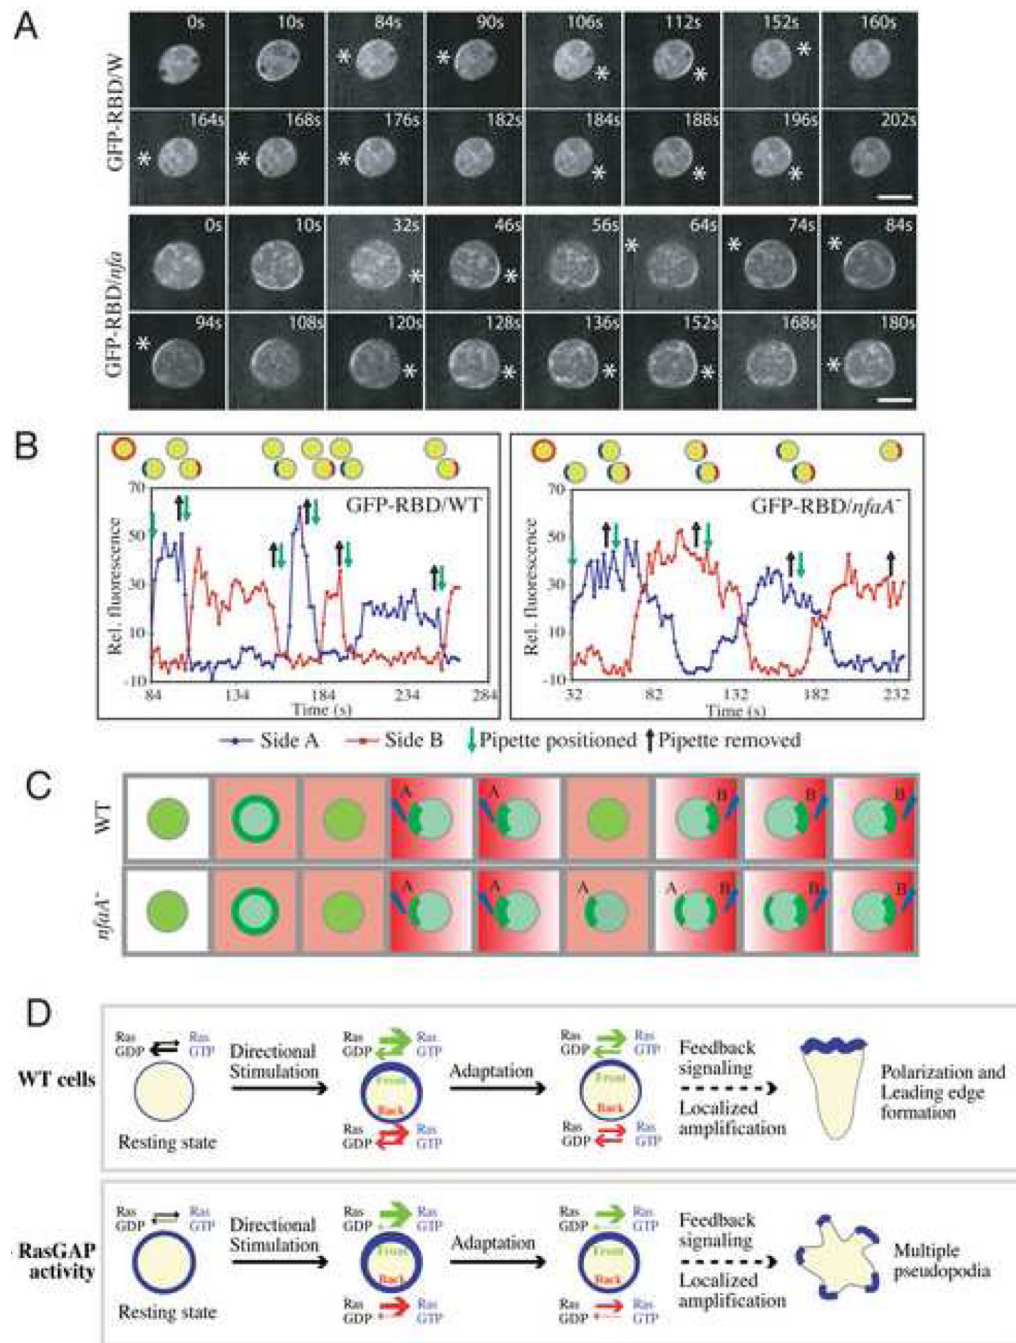 A
GFP-RBD/W
0s 10s 84s 90s 106s 112s 152s 160s
* * * * *
164s 168s 176s 182s 184s 188s 196s 202s
* * * * * *
GFP-RBD/nfa
0s 10s 32s 46s 56s 64s 74s 84s
* * * * *
94s 108s 120s 128s 136s 152s 168s 180s
* * * * * *
B
GFP-RBD/WT
Rel. fluorescence
70
50
30
10
-10
84 134 184 234 284
Time (s)
GFP-RBD/nfaA-
Rel. fluorescence
70
50
30
10
-10
32 82 132 182 232
Time (s)
Side A Side B Pipette positioned Pipette removed
C
WT
A A B B B
nfaA-
A A A A B B B
D
WT cells
Ras GDP Ras GTP
Resting state
Directional
Stimulation
Ras GDP Ras GTP
Front
Back
Ras GDP Ras GTP
Adaptation
Ras GDP Ras GTP
Front
Back
Ras GDP Ras GTP
Feedback
signaling
Localized
amplification
Polarization and
Leading edge
formation
RasGAP
activity
Ras GDP Ras GTP
Resting state
Directional
Stimulation
Ras GDP Ras GTP
Front
Back
Ras GDP Ras GTP
Adaptation
Ras GDP Ras GTP
Front
Back
Ras GDP Ras GTP
Feedback
signaling
Localized
amplification
Multiple
pseudopodia